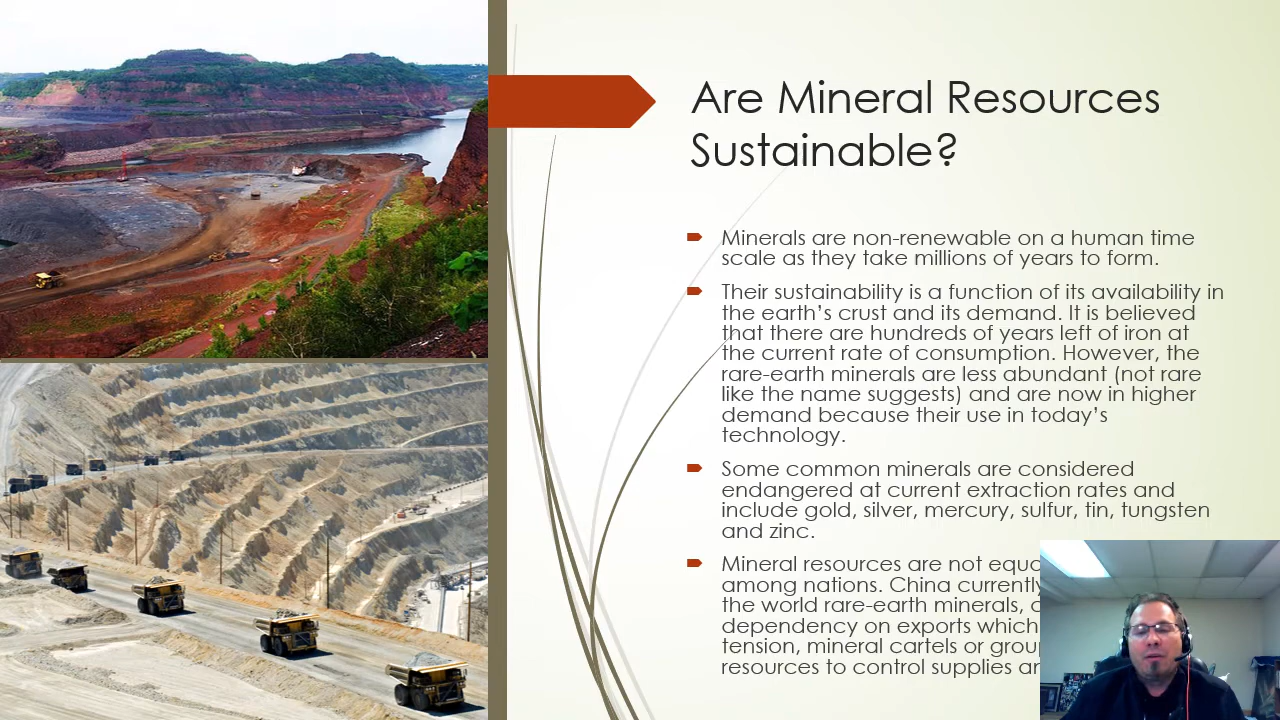 Are Mineral Resources
Sustainable?
Minerals are non-renewable on a human time
scale as they take millions of years to form.
Their sustainability is a function of its availability in
the earth’s crust and its demand. It is believed
that there are hundreds of years left of iron at
the current rate of consumption. However, the
rare-earth minerals are less abundant (not rare
like the name suggests) and are now in higher
demand because their use in today’s
technology.
Some common minerals are considered
endangered at current extraction rates and
include gold, silver, mercury, sulfur, tin, tungsten
and zinc.
Mineral resources are not
among nations. China currently
the world rare-earth minerals,
dependency on exports which
tension, mineral cartels or
resources to control supplies